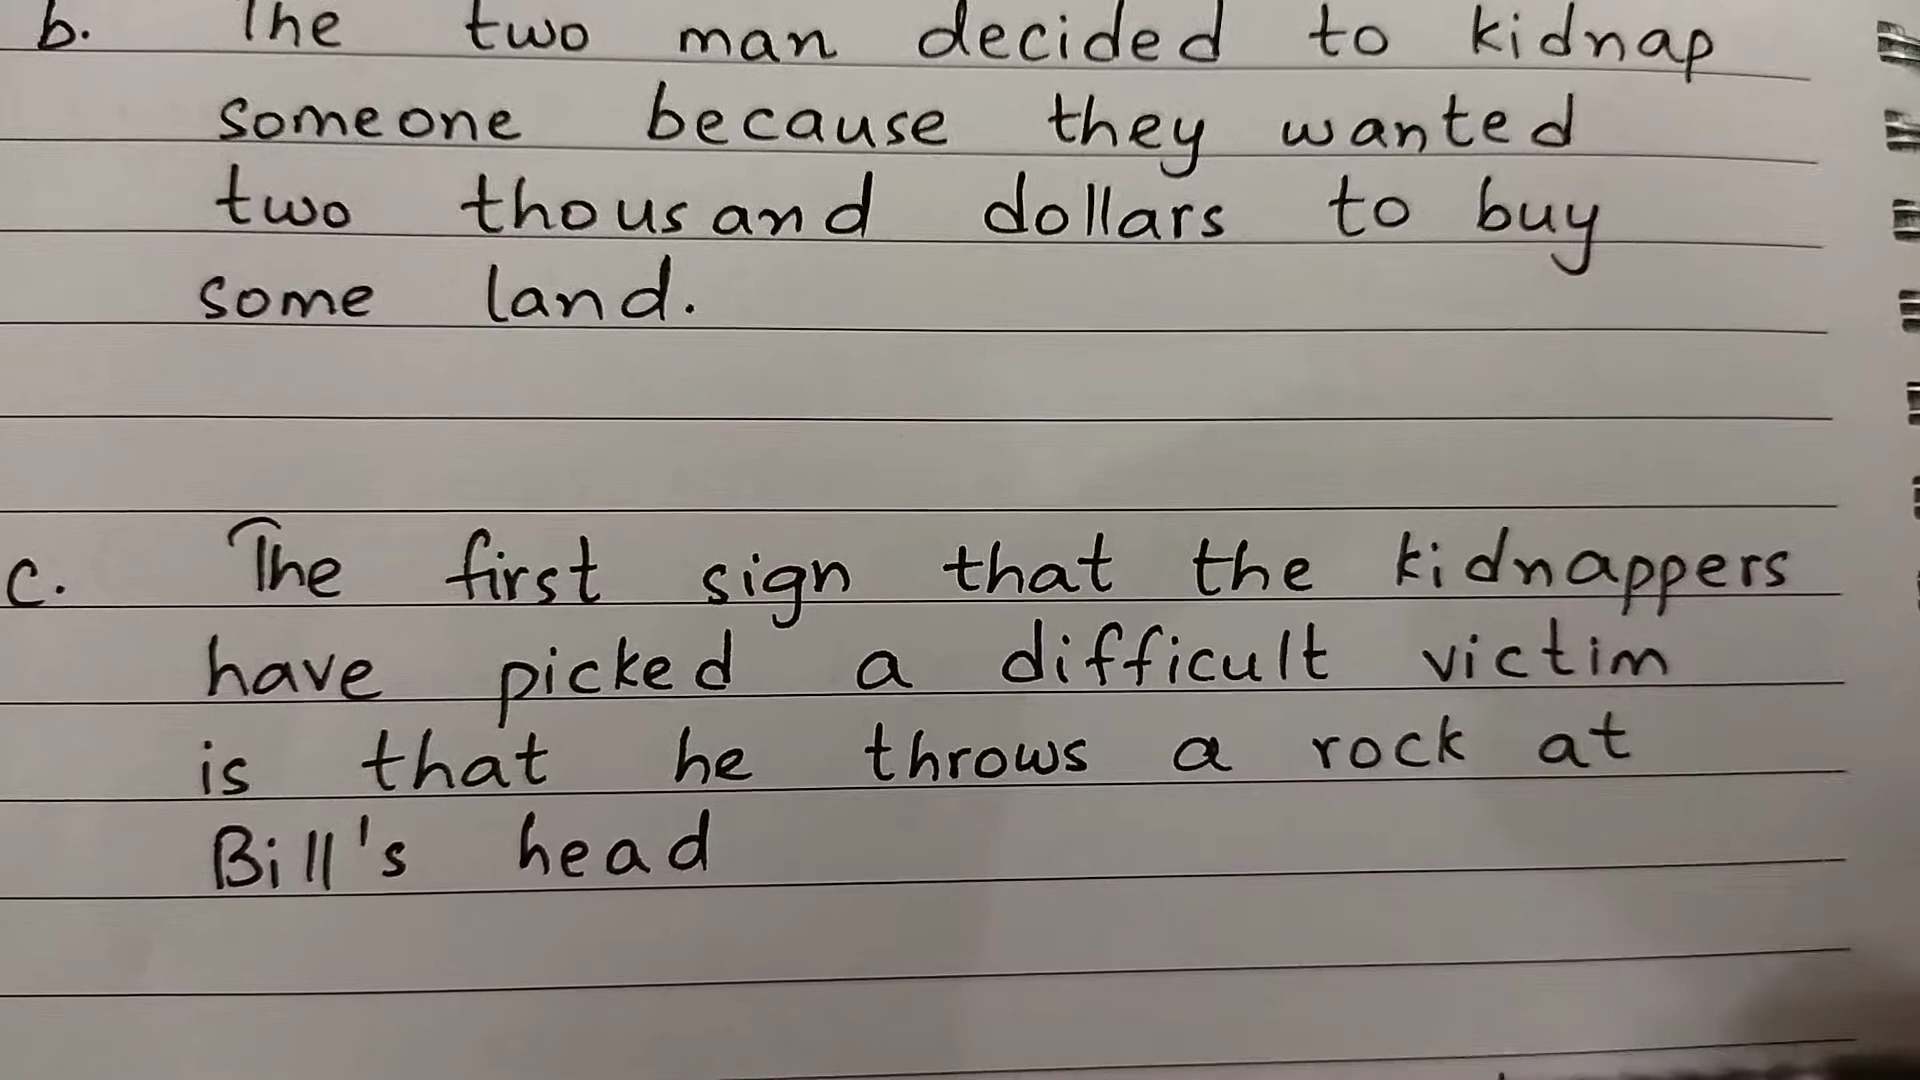 b. The two man decided to kidnap
someone because they wanted
two thousand dollars to buy
some land.
c. The first sign that the kidnappers
have picked a difficult victim
is that he throws a rock at
Bill's head